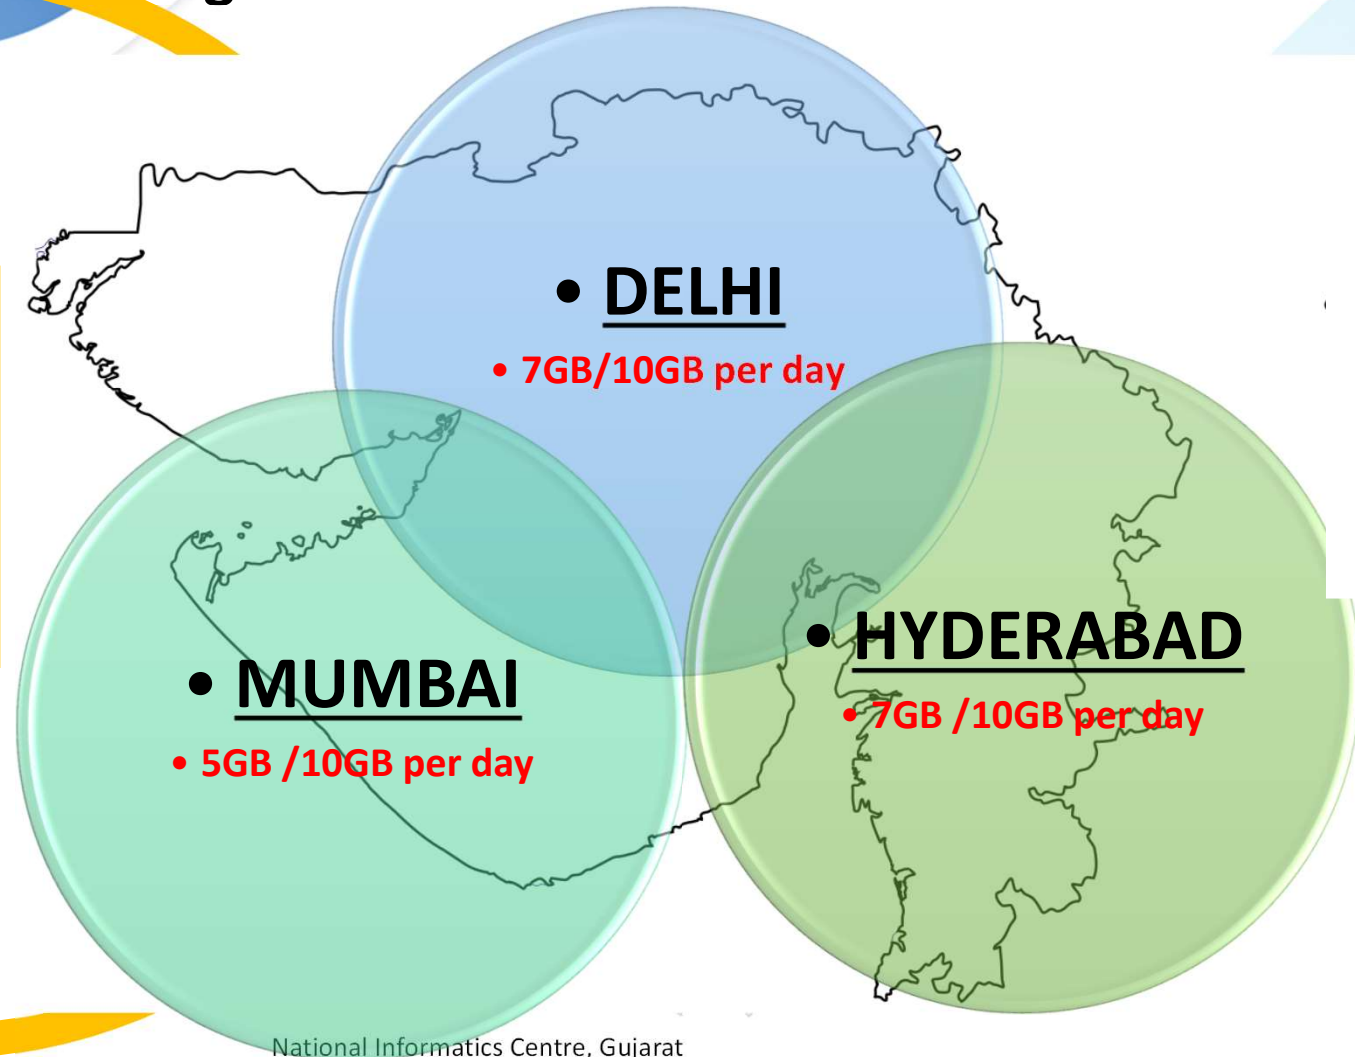 • DELHI
• 7GB/10GB per day
• HYDERABAD
• 7GB /10GB per day
• MUMBAI
• 5GB /10GB per day
National Informatics Centre, Gujarat